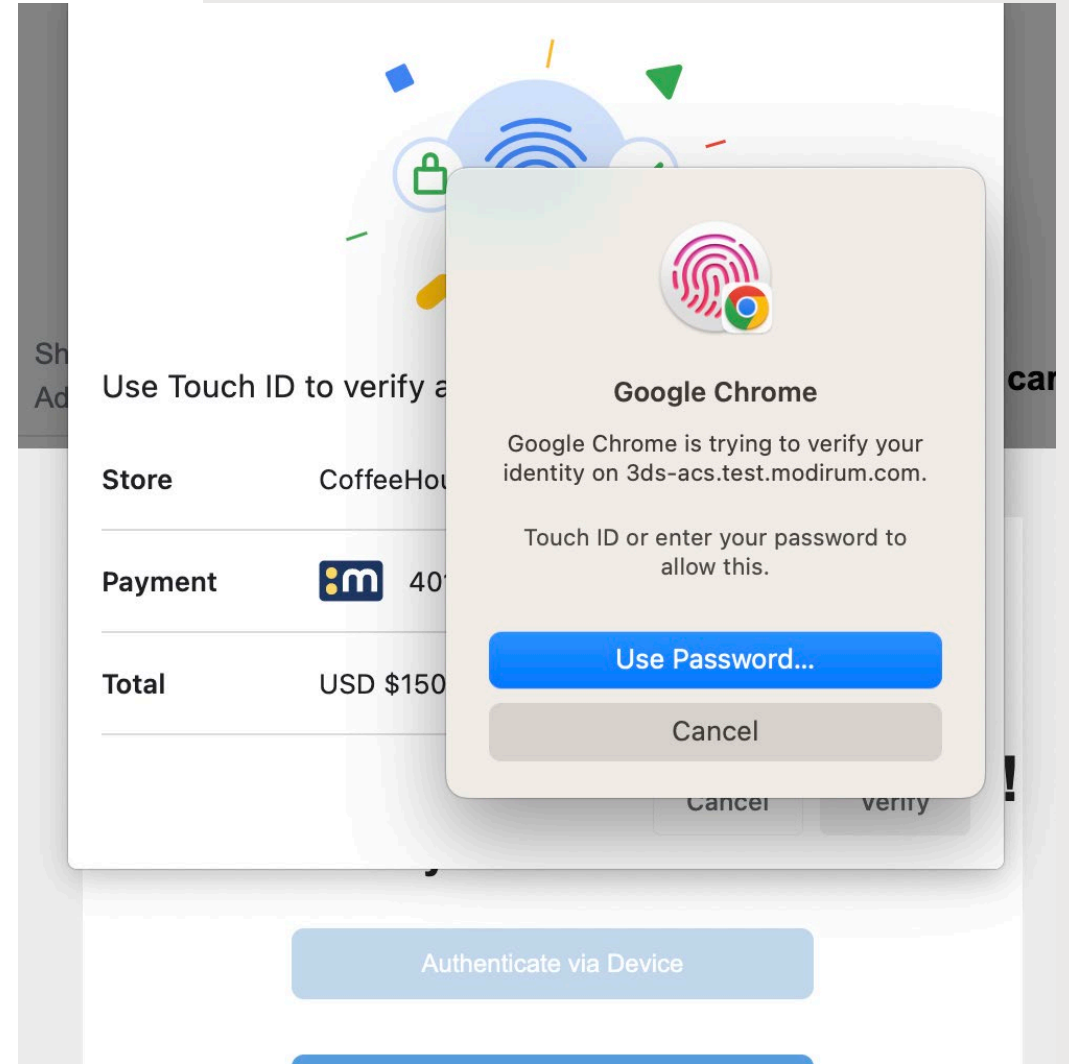 Use Touch ID to verify a
Store
CoffeeHou
Payment
:m 40
Total
USD $150
Google Chrome
Google Chrome is trying to verify your
identity on 3ds-acs.test.modirum.com.
Touch ID or enter your password to
allow this.
Use Password...
Cancel
Cancel
Verify
Sh
Ad
car
!
Authenticate via Device